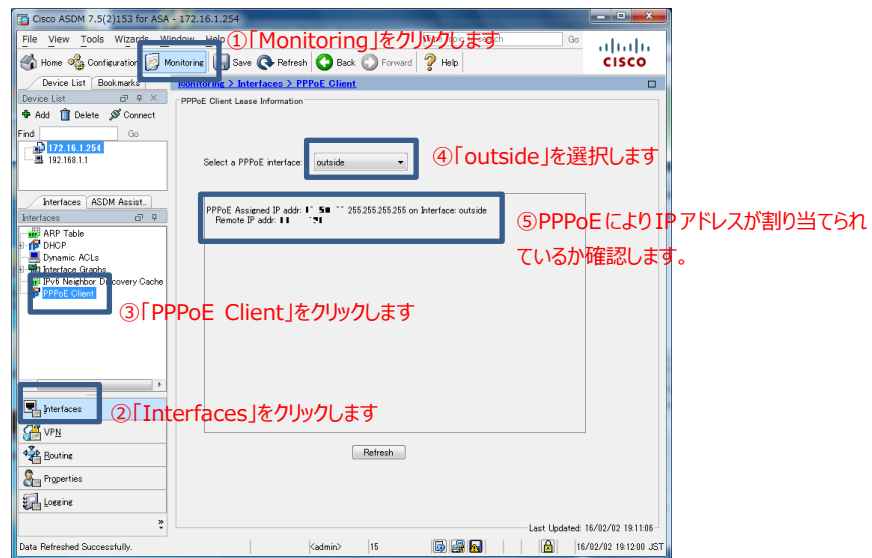 Cisco ASDM 7.5(2)153 for ASA - 172.16.1.254
File View Tools Wizards Window Help
①「Monitoring」をクリックします
Go
Home Configuration Monitoring Save Refresh Back Forward Help
CISCO
Device List Bookmarks
Monitoring > Interfaces > PPPoE Client
Device List
PPPoE Client Lease Information
Add Delete Connect
Find: Go
172.16.1.254
192.168.1.1
Select a PPPoE interface: outside
④「outside」を選択します
Interfaces ASDM Assist..
Interfaces
PPPoE Assigned IP addr: 255.255.255.255 on Interface: outside
Remote IP addr:
⑤PPPoEによりIPアドレスが割り当てられ
ているか確認します。
ARP Table
DHCP
Dynamic ACLs
Interface Graphs
IPv6 Neighbor Discovery Cache
PPPoE Client
③「PPPoE Client」をクリックします
Interfaces
②「Interfaces」をクリックします
VPN
Routing
Refresh
Properties
Logging
Last Updated: 16/02/02 19:11:06
Data Refreshed Successfully.
<admin> 15
16/02/02 19:12:00 JST